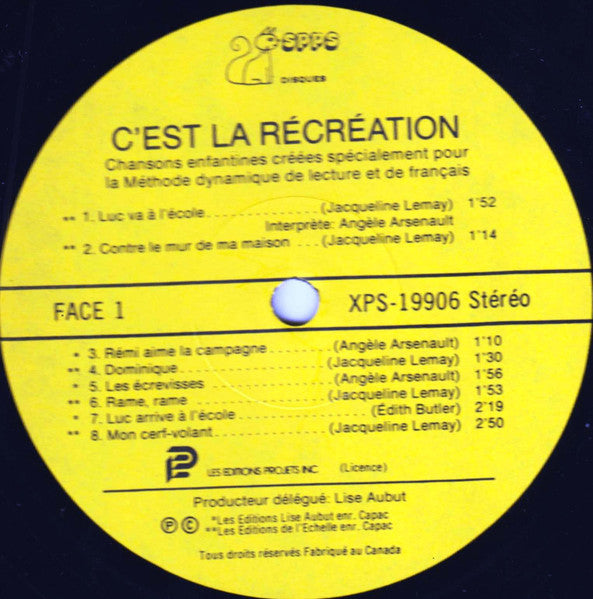 SPPS
DISQUES
C'EST LA RÉCRÉATION
Chansons enfantines créées spécialement pour
la Méthode dynamique de lecture et de français
** 1. Luc va à l'école.......................(Jacqueline Lemay) 1'52
Interprète: Angèle Arsenault
** 2. Contre le mur de ma maison ...(Jacqueline Lemay) 1'14
FACE 1 XPS-19906 Stéréo
* 3. Rémi aime la campagne..........(Angèle Arsenault) 1'10
** 4. Dominique..........................(Jacqueline Lemay) 1'30
* 5. Les écrevisses ...................(Angèle Arsenault) 1'56
** 6. Rame, rame .......................(Jacqueline Lemay) 1'53
* 7. Luc arrive à l'école.....................(Édith Butler) 2'19
** 8. Mon cerf-volant...................(Jacqueline Lemay) 2'50
LES EDITIONS PROJETS INC (Licence)
Producteur délégué: Lise Aubut
Ⓟ © *Les Editions Lise Aubut enr. Capac
**Les Editions de l'Echelle enr. Capac
Tous droits réservés Fabriqué au Canada